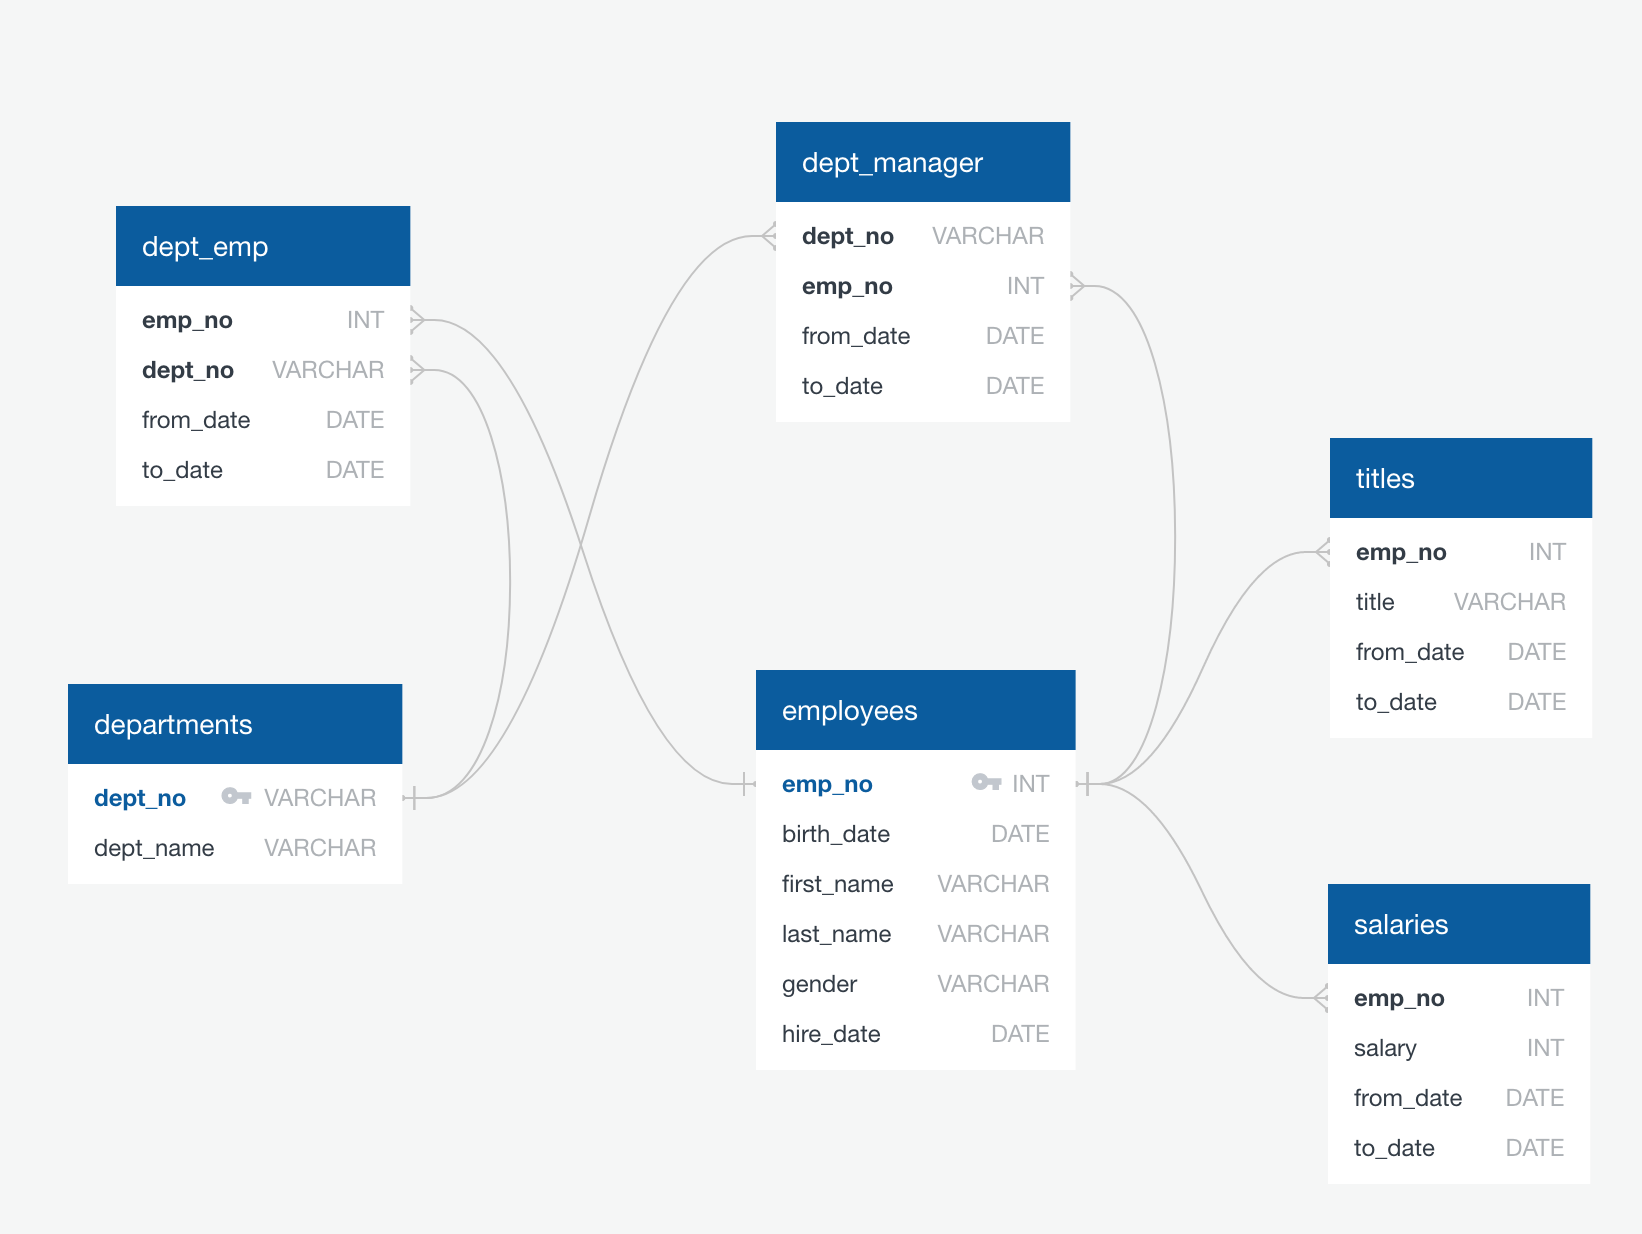 dept_manager
dept_no VARCHAR
emp_no INT
from_date DATE
to_date DATE
dept_emp
emp_no INT
dept_no VARCHAR
from_date DATE
to_date DATE
titles
emp_no INT
title VARCHAR
from_date DATE
to_date DATE
departments
dept_no VARCHAR
dept_name VARCHAR
employees
emp_no INT
birth_date DATE
first_name VARCHAR
last_name VARCHAR
gender VARCHAR
hire_date DATE
salaries
emp_no INT
salary INT
from_date DATE
to_date DATE